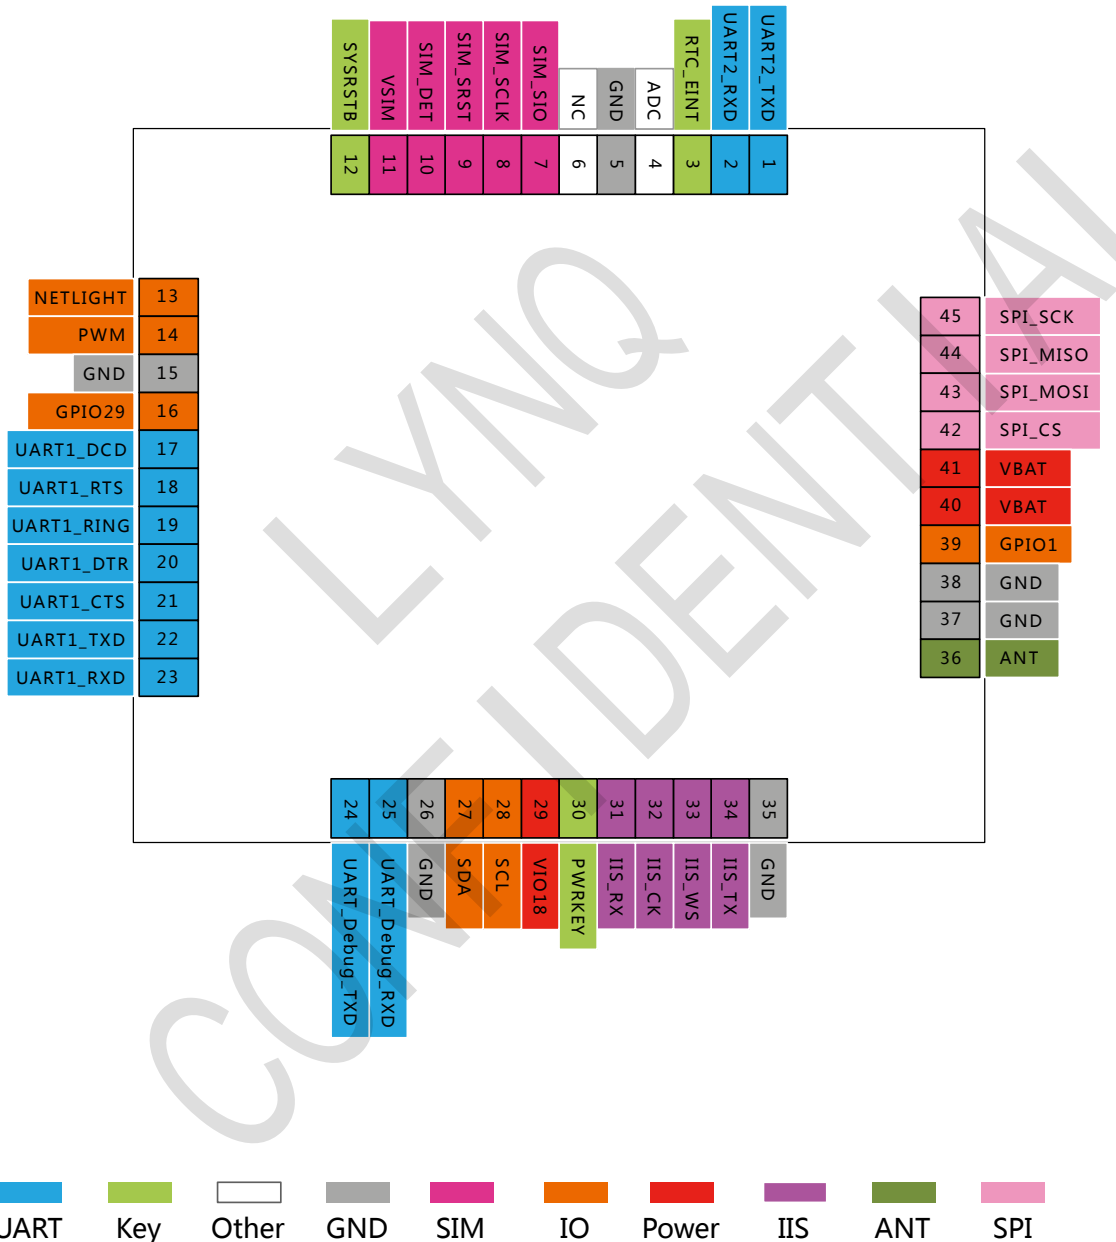 SYSRSTB
VSIM
SIM_DET
SIM_SRST
SIM_SCLK
SIM_SIO
NC
GND
ADC
RTC_EINT
UART2_RXD
UART2_TXD
12
11
10
9
8
7
6
5
4
3
2
1
NETLIGHT 13
PWM 14
GND 15
GPIO29 16
UART1_DCD 17
UART1_RTS 18
UART1_RING 19
UART1_DTR 20
UART1_CTS 21
UART1_TXD 22
UART1_RXD 23
45 SPI_SCK
44 SPI_MISO
43 SPI_MOSI
42 SPI_CS
41 VBAT
40 VBAT
39 GPIO1
38 GND
37 GND
36 ANT
24
25
26
27
28
29
30
31
32
33
34
35
UART_Debug_TXD
UART_Debug_RXD
GND
SDA
SCL
VIO18
PWRKEY
IIS_RX
IIS_CK
IIS_WS
IIS_TX
GND
LYNQ
CONFIDENTIAL
UART Key Other GND SIM IO Power IIS ANT SPI